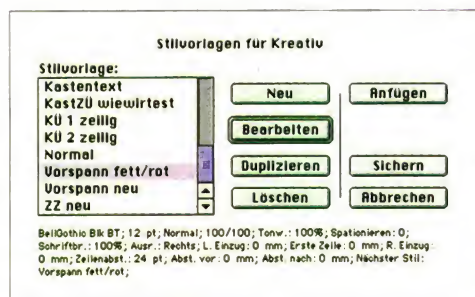 Stilvorlagen für Kreativ
Stilvorlage:
Kastentext
KastZÜ wiewirtest
KÜ 1 zeilig
KÜ 2 zeilig
Normal
Vorspann fett/rot
Vorspann neu
ZZ neu
Neu
Anfügen
Bearbeiten
Duplizieren
Sichern
Löschen
Abbrechen
BellGothic Blk BT; 12 pt; Normal; 100/100; Tonw.: 100%; Spationieren: 0;
Schriftbr.: 100%; Ausr.: Rechts; L. Einzug: 0 mm; Erste Zeile: 0 mm; R. Einzug:
0 mm; Zeilenabst.: 24 pt; Abst. vor: 0 mm; Abst. nach: 0 mm; Nächster Stil:
Vorspann fett/rot;